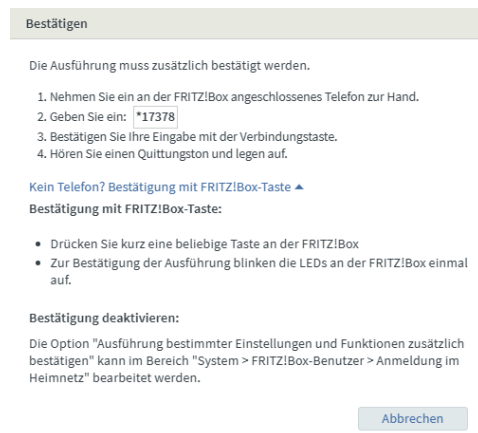 Bestätigen
Die Ausführung muss zusätzlich bestätigt werden.
1. Nehmen Sie ein an der FRITZ!Box angeschlossenes Telefon zur Hand.
2. Geben Sie ein: *17378
3. Bestätigen Sie Ihre Eingabe mit der Verbindungstaste.
4. Hören Sie einen Quittungston und legen auf.
Kein Telefon? Bestätigung mit FRITZ!Box-Taste ▲
Bestätigung mit FRITZ!Box-Taste:
• Drücken Sie kurz eine beliebige Taste an der FRITZ!Box
• Zur Bestätigung der Ausführung blinken die LEDs an der FRITZ!Box einmal
auf.
Bestätigung deaktivieren:
Die Option "Ausführung bestimmter Einstellungen und Funktionen zusätzlich
bestätigen" kann im Bereich "System > FRITZ!Box-Benutzer > Anmeldung im
Heimnetz" bearbeitet werden.
Abbrechen